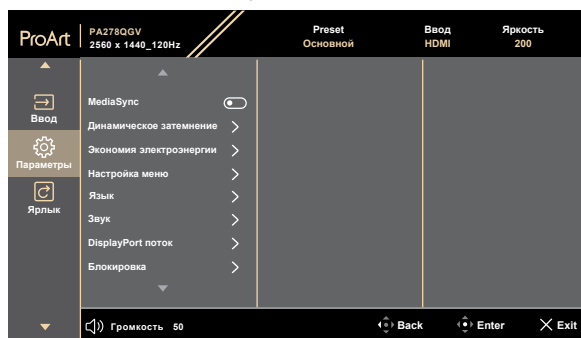 ProArt
PA278QGV
2560 x 1440_120Hz
Preset
Основной
Ввод
HDMI
Яркость
200
Ввод
Параметры
Ярлык
MediaSync
Динамическое затемнение
Экономия электроэнергии
Настройка меню
Язык
Звук
DisplayPort поток
Блокировка
Громкость 50
Back
Enter
Exit